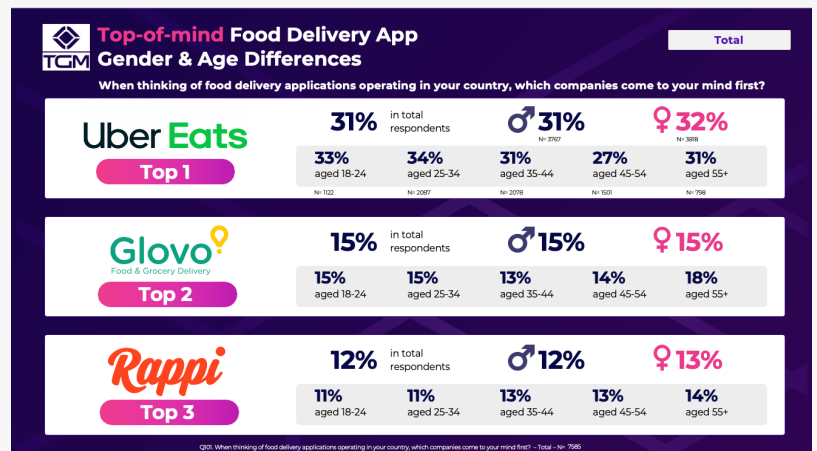 TGM
Top-of-mind Food Delivery App
Gender & Age Differences
Total
When thinking of food delivery applications operating in your country, which companies come to your mind first?
Uber Eats
Top 1
31% in total respondents
31%
N= 3767
32%
N= 3818
33% 34% 31% 27% 31%
aged 18-24 aged 25-34 aged 35-44 aged 45-54 aged 55+
N= 1122 N= 2087 N= 2078 N= 1501 N= 798
Glovo
Food & Grocery Delivery
Top 2
15% in total respondents
15%
15%
15% 15% 13% 14% 18%
aged 18-24 aged 25-34 aged 35-44 aged 45-54 aged 55+
Rappi
Top 3
12% in total respondents
12%
13%
11% 11% 13% 13% 14%
aged 18-24 aged 25-34 aged 35-44 aged 45-54 aged 55+
Q101. When thinking of food delivery applications operating in your country, which companies come to your mind first? – Total – N= 7585